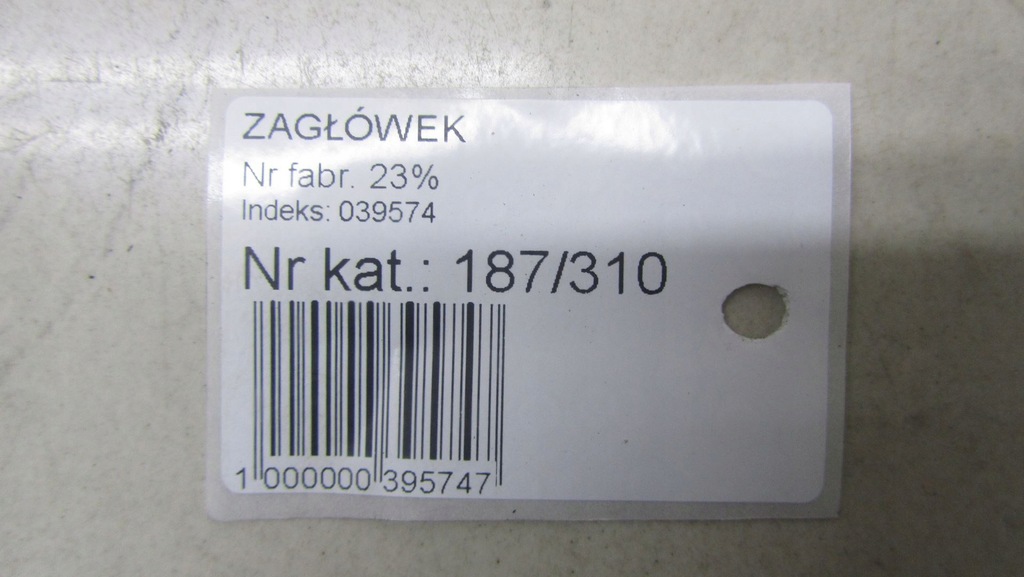 ZAGŁÓWEK
Nr fabr. 23%
Indeks: 039574
Nr kat.: 187/310
1 000000 395747